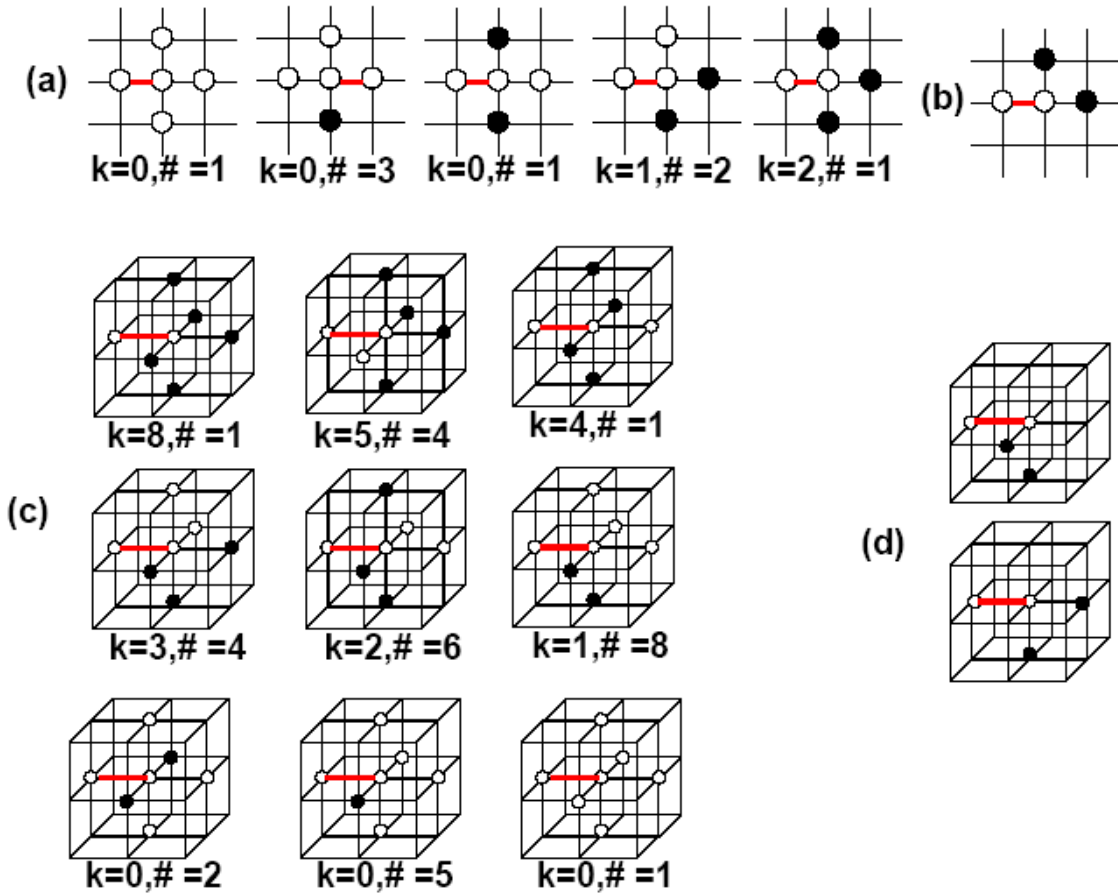 (a)
k=0,# =1
k=0,# =3
k=0,# =1
k=1,# =2
k=2,# =1
(b)
k=8,# =1
k=5,# =4
k=4,# =1
(c)
k=3,# =4
k=2,# =6
k=1,# =8
(d)
k=0,# =2
k=0,# =5
k=0,# =1